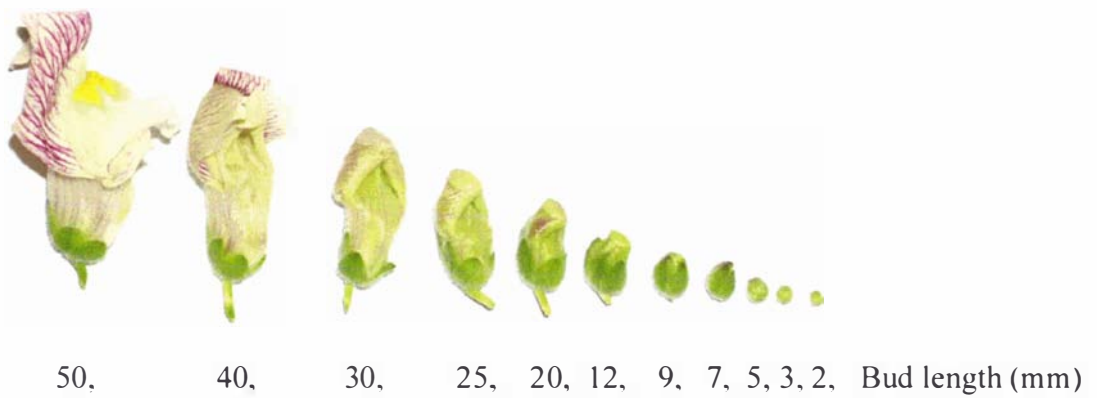 50, 40, 30, 25, 20, 12, 9, 7, 5, 3, 2, Bud length (mm)